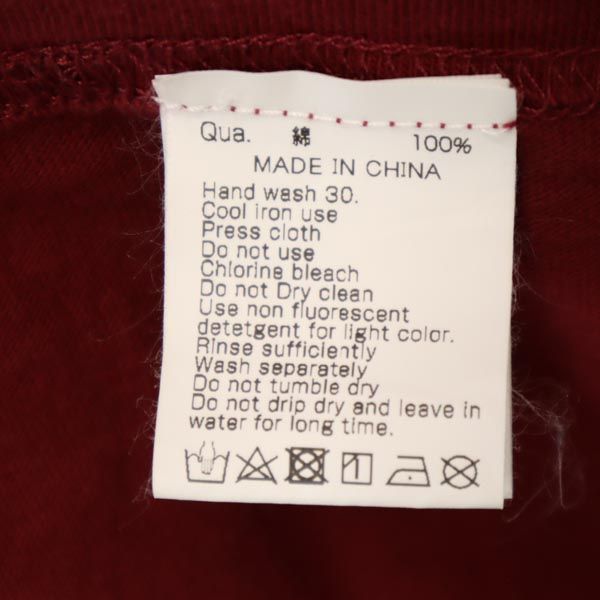 Qua. 綿 100%
MADE IN CHINA
Hand wash 30.
Cool iron use
Press cloth
Do not use
Chlorine bleach
Do not Dry clean
Use non fluorescent
detetgent for light color.
Rinse sufficiently
Wash separately
Do not tumble dry
Do not drip dry and leave in
water for long time.